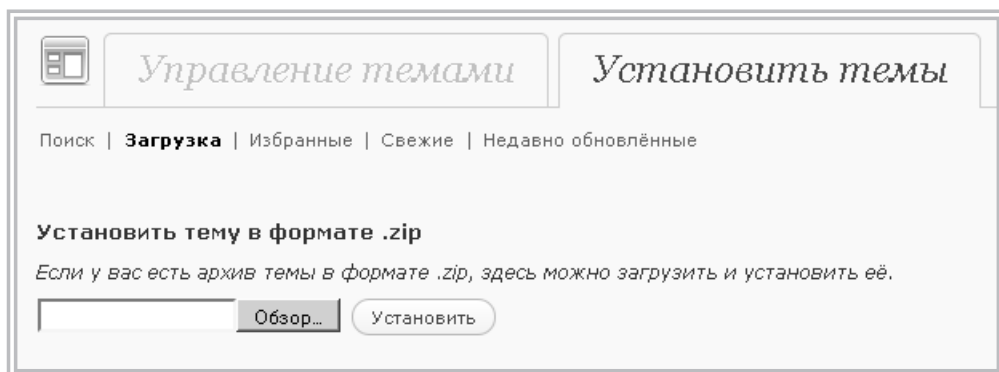 Управление темами Установить темы
Поиск | Загрузка | Избранные | Свежие | Недавно обновлённые
Установить тему в формате .zip
Если у вас есть архив темы в формате .zip, здесь можно загрузить и установить её.
Обзор... Установить